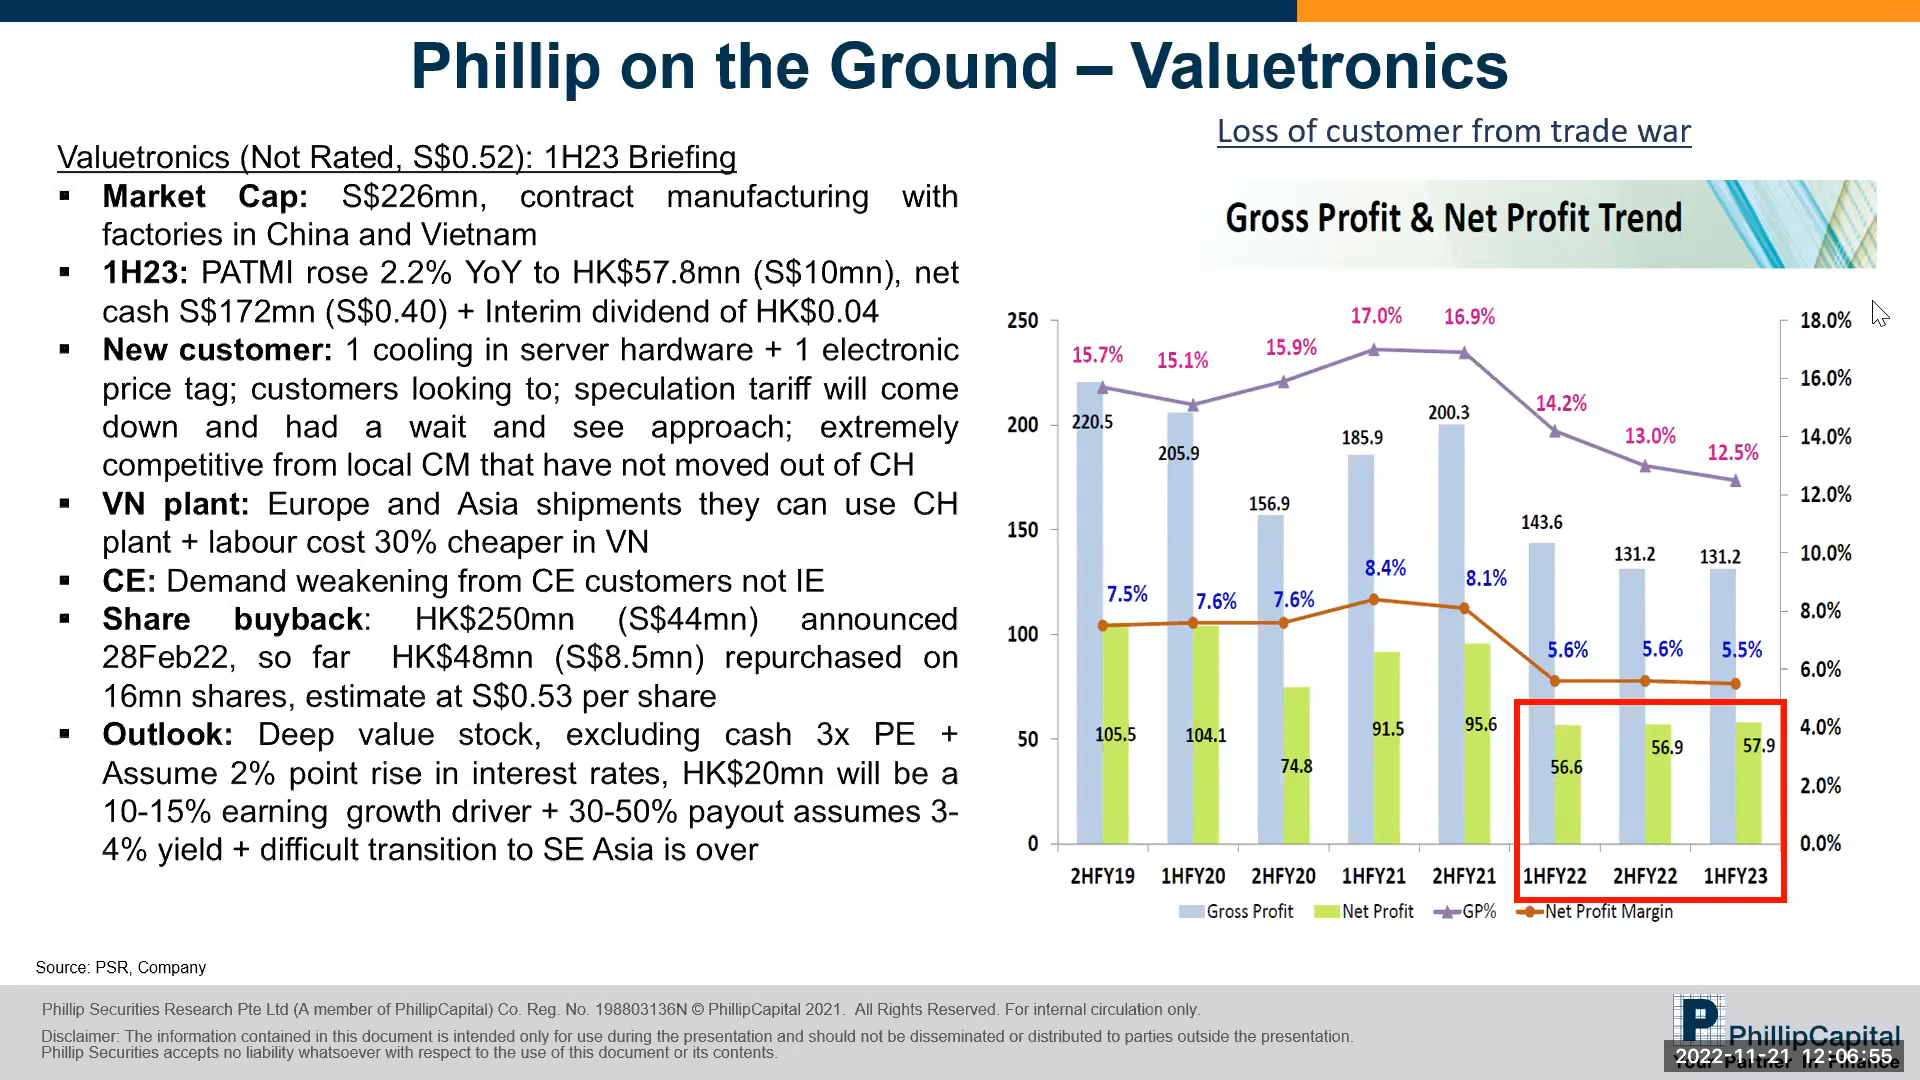 Phillip on the Ground – Valuetronics
Valuetronics (Not Rated, S$0.52): 1H23 Briefing
▪ Market Cap: S$226mn, contract manufacturing with
factories in China and Vietnam
▪ 1H23: PATMI rose 2.2% YoY to HK$57.8mn (S$10mn), net
cash S$172mn (S$0.40) + Interim dividend of HK$0.04
▪ New customer: 1 cooling in server hardware + 1 electronic
price tag; customers looking to; speculation tariff will come
down and had a wait and see approach; extremely
competitive from local CM that have not moved out of CH
▪ VN plant: Europe and Asia shipments they can use CH
plant + labour cost 30% cheaper in VN
▪ CE: Demand weakening from CE customers not IE
▪ Share buyback: HK$250mn (S$44mn) announced
28Feb22, so far HK$48mn (S$8.5mn) repurchased on
16mn shares, estimate at S$0.53 per share
▪ Outlook: Deep value stock, excluding cash 3x PE +
Assume 2% point rise in interest rates, HK$20mn will be a
10-15% earning growth driver + 30-50% payout assumes 3-
4% yield + difficult transition to SE Asia is over
Loss of customer from trade war
Gross Profit & Net Profit Trend
250
200
150
100
50
0
18.0%
16.0%
14.0%
12.0%
10.0%
8.0%
6.0%
4.0%
2.0%
0.0%
15.7% 15.1% 15.9% 17.0% 16.9% 14.2% 13.0% 12.5%
220.5 205.9 156.9 185.9 200.3 143.6 131.2 131.2
7.5% 7.6% 7.6% 8.4% 8.1% 5.6% 5.6% 5.5%
105.5 104.1 74.8 91.5 95.6 56.6 56.9 57.9
2HFY19 1HFY20 2HFY20 1HFY21 2HFY21 1HFY22 2HFY22 1HFY23
Gross Profit Net Profit GP% Net Profit Margin
Source: PSR, Company
Phillip Securities Research Pte Ltd (A member of PhillipCapital) Co. Reg. No. 198803136N © PhillipCapital 2021. All Rights Reserved. For internal circulation only.
Disclaimer: The information contained in this document is intended only for use during the presentation and should not be disseminated or distributed to parties outside the presentation.
Phillip Securities accepts no liability whatsoever with respect to the use of this document or its contents.
P
PhillipCapital
Your Partner In Finance
2022-11-21 12:06:55